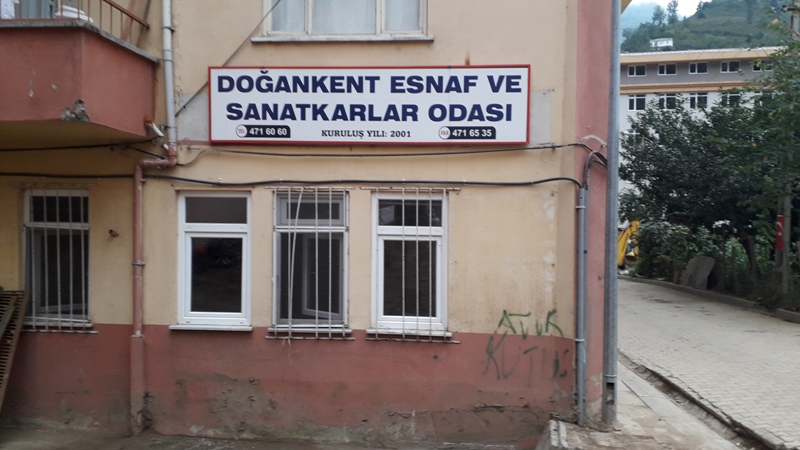 DOĞANKENT ESNAF VE
SANATKARLAR ODASI
471 60 60 KURULUŞ YILI: 2001 471 65 35